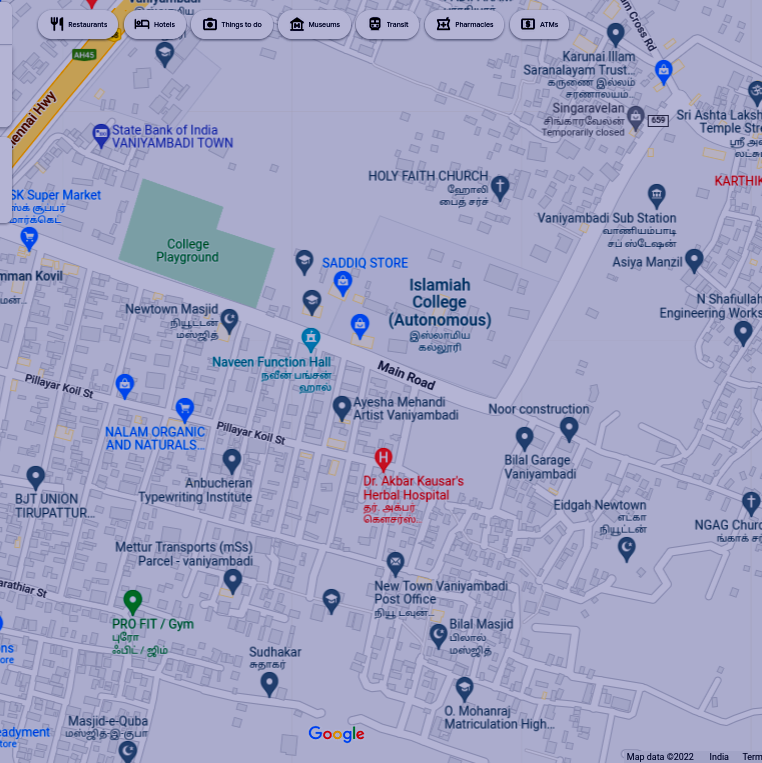 Restaurants
Hotels
Things to do
Museums
Transit
Pharmacies
ATMs
AH45
ennai Hwy
m Cross Rd
Karunai Illam
Saranalayam Trust...
கருணை இல்லம்
சரணாலயம்...
Singaravelan
சிங்காரவேலன்
Temporarily closed
659
Sri Ashta Laksh
Temple Stre
ஸ்ரீ அஷ
லட்சு
State Bank of India
VANIYAMBADI TOWN
HOLY FAITH CHURCH
ஹோலி
பைத் சர்ச்
KARTHIK
SK Super Market
ஸ்க் சூப்பர்
மார்க்கெட்
Vaniyambadi Sub Station
வாணியம்பாடி
சப் ஸ்டேஷன்
College
Playground
Asiya Manzil
SADDIQ STORE
mman Kovil
மன்...
Islamiah
College
(Autonomous)
இஸ்லாமிய
கல்லூரி
N Shafiullah
Engineering Works
Newtown Masjid
நியூட்டன்
மஸ்ஜித்
Naveen Function Hall
நவீன் பங்சன்
ஹால்
Main Road
Pillayar Koil St
Ayesha Mehandi
Artist Vaniyambadi
Noor construction
NALAM ORGANIC
AND NATURALS...
Pillayar Koil St
Bilal Garage
Vaniyambadi
Dr. Akbar Kausar's
Herbal Hospital
தர். அக்பர்
கௌசர்ஸ்...
Anbucheran
Typewriting Institute
BJT UNION
TIRUPATTUR...
Eidgah Newtown
எட்கா
நியூட்டன்
NGAG Churc
ங்காக் சர்
Mettur Transports (mSs)
Parcel - vaniyambadi
arathiar St
New Town Vaniyambadi
Post Office
நியூ டவுன்...
PRO FIT / Gym
புரோ
ஃபிட் / ஜிம்
Bilal Masjid
பிலால்
மஸ்ஜித்
ons
ore
Sudhakar
சுதாகர்
O. Mohanraj
Matriculation High...
Masjid-e-Quba
மஸ்ஜித்-இ-குபா
eadyment
tore
Google
Map data ©2022
India
Term